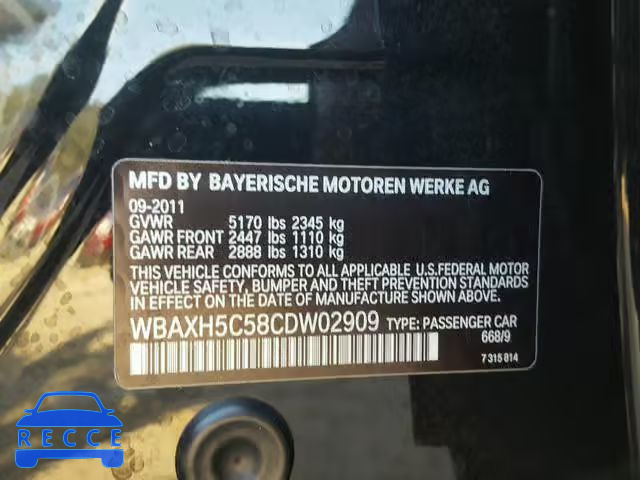 MFD BY BAYERISCHE MOTOREN WERKE AG
09-2011
GVWR 5170 lbs 2345 kg
GAWR FRONT 2447 lbs 1110 kg
GAWR REAR 2888 lbs 1310 kg
THIS VEHICLE CONFORMS TO ALL APPLICABLE U.S.FEDERAL MOTOR
VEHICLE SAFETY, BUMPER, AND THEFT PREVENTION STANDARDS
IN EFFECT ON THE DATE OF MANUFACTURE SHOWN ABOVE.
WBAXH5C58CDW02909 TYPE: PASSENGER CAR
668/9
7 315 814
RECCE